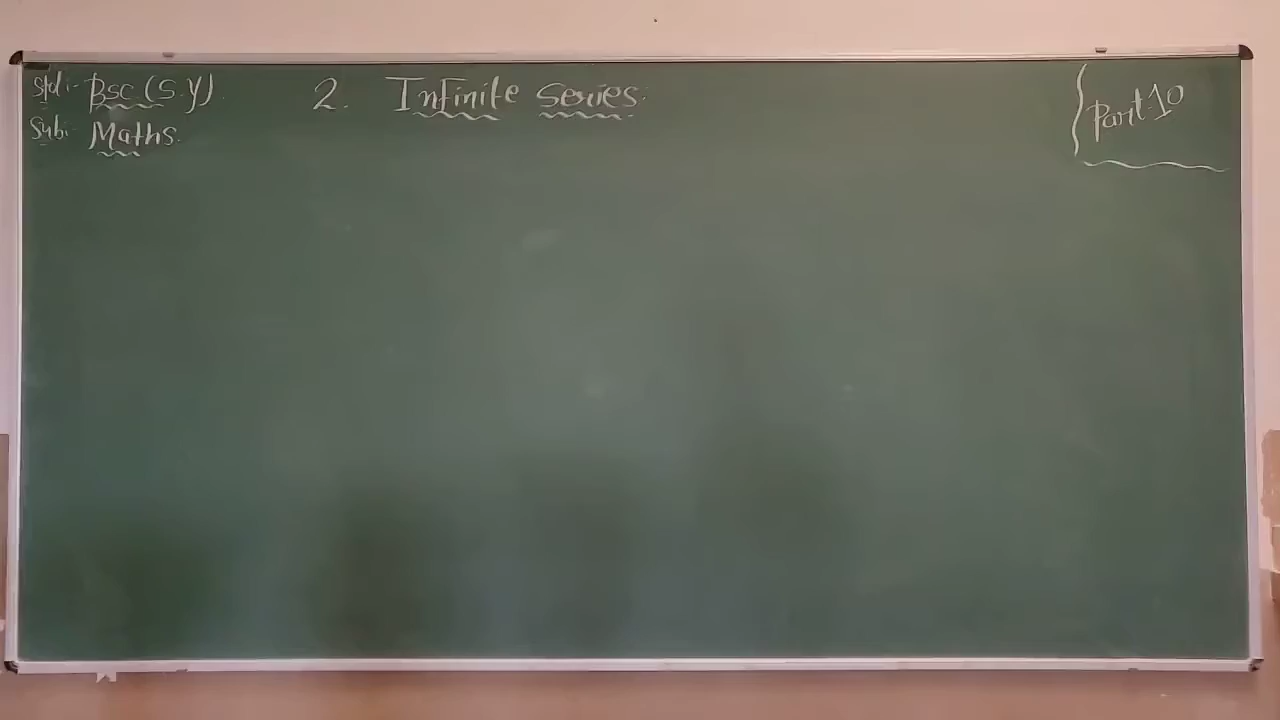 Std:- Bsc (S.Y).
2. Infinite series.
Part-10
Sub:- Maths.